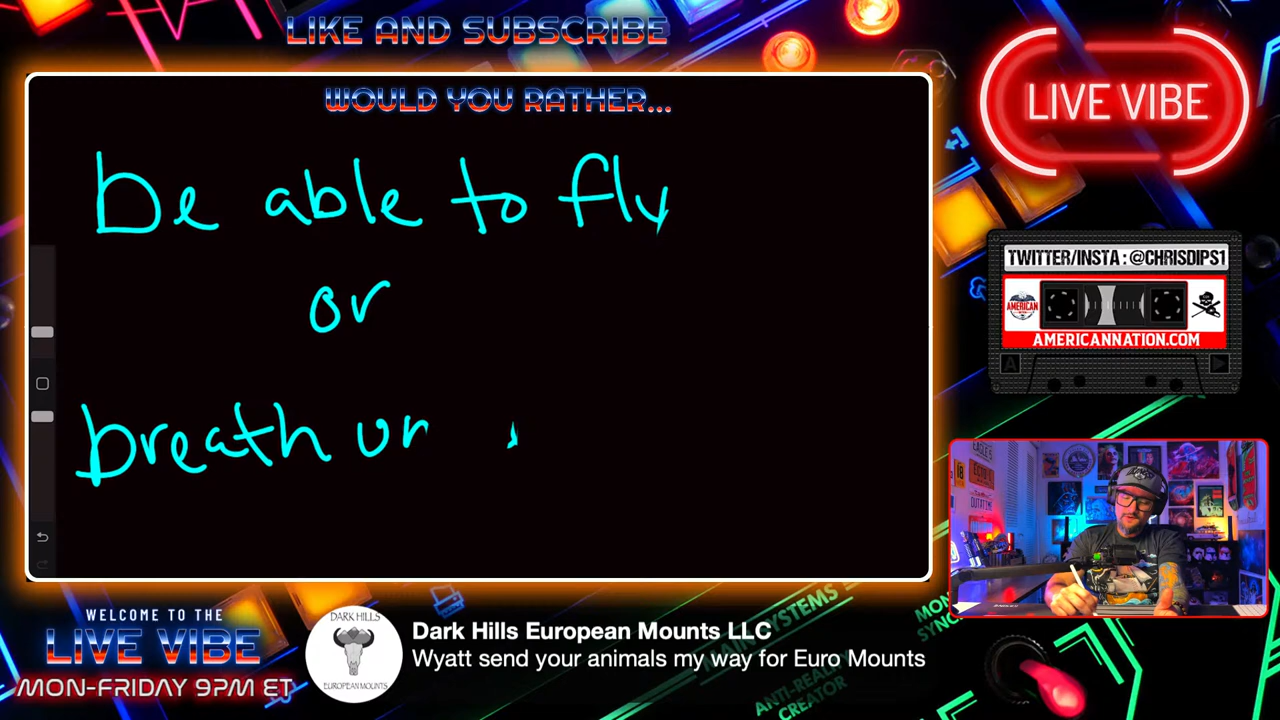 LIKE AND SUBSCRIBE
WOULD YOU RATHER...
be able to fly
or
breath un
LIVE VIBE
TWITTER/INSTA : @CHRISDIPS1
AMERICAN
AMERICANNATION.COM
A
WELCOME TO THE
LIVE VIBE
MON-FRIDAY 9PM ET
DARK HILLS
EUROPEAN MOUNTS
Dark Hills European Mounts LLC
Wyatt send your animals my way for Euro Mounts